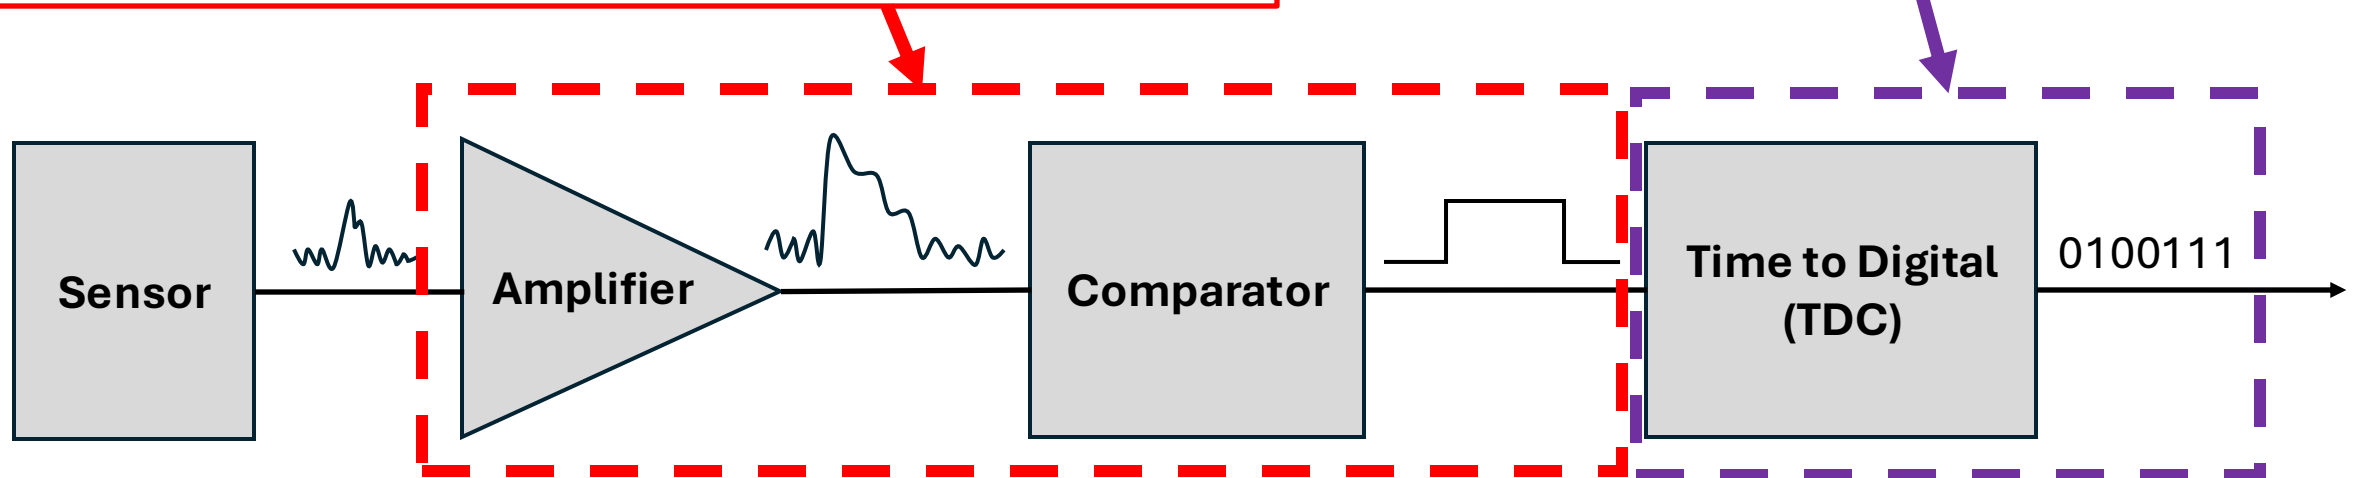 Sensor
Amplifier
Comparator
Time to Digital
(TDC)
0100111